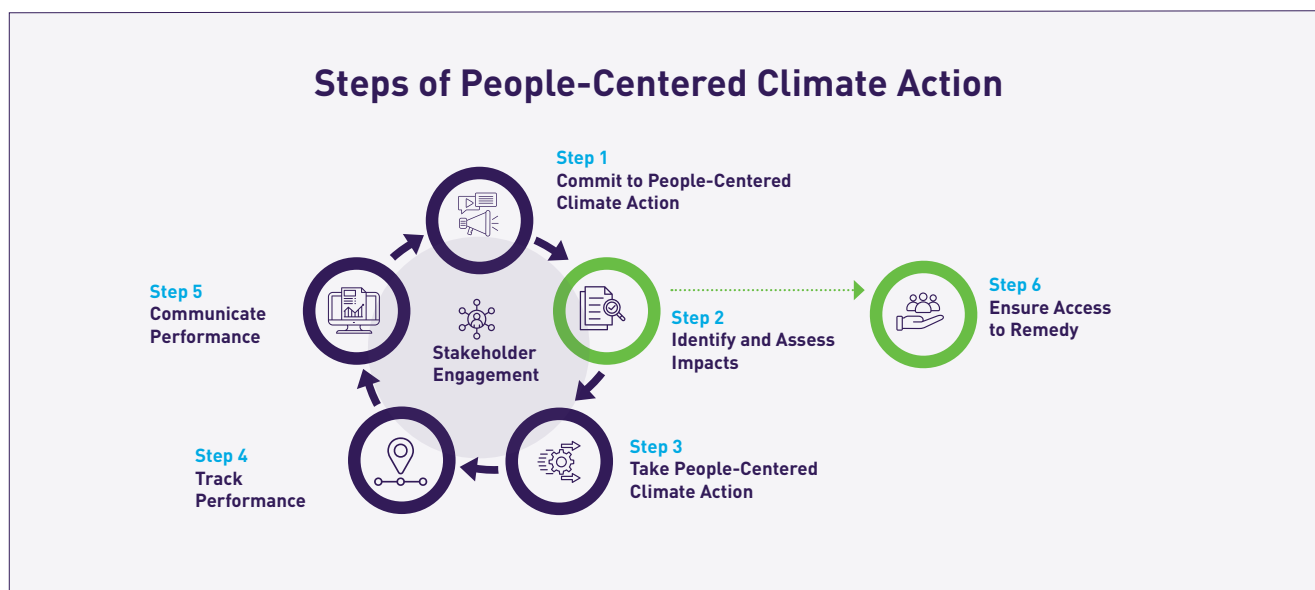 Steps of People-Centered Climate Action
Step 1
Commit to People-Centered
Climate Action
Step 2
Identify and Assess
Impacts
Step 3
Take People-Centered
Climate Action
Step 4
Track
Performance
Step 5
Communicate
Performance
Step 6
Ensure Access
to Remedy
Stakeholder
Engagement